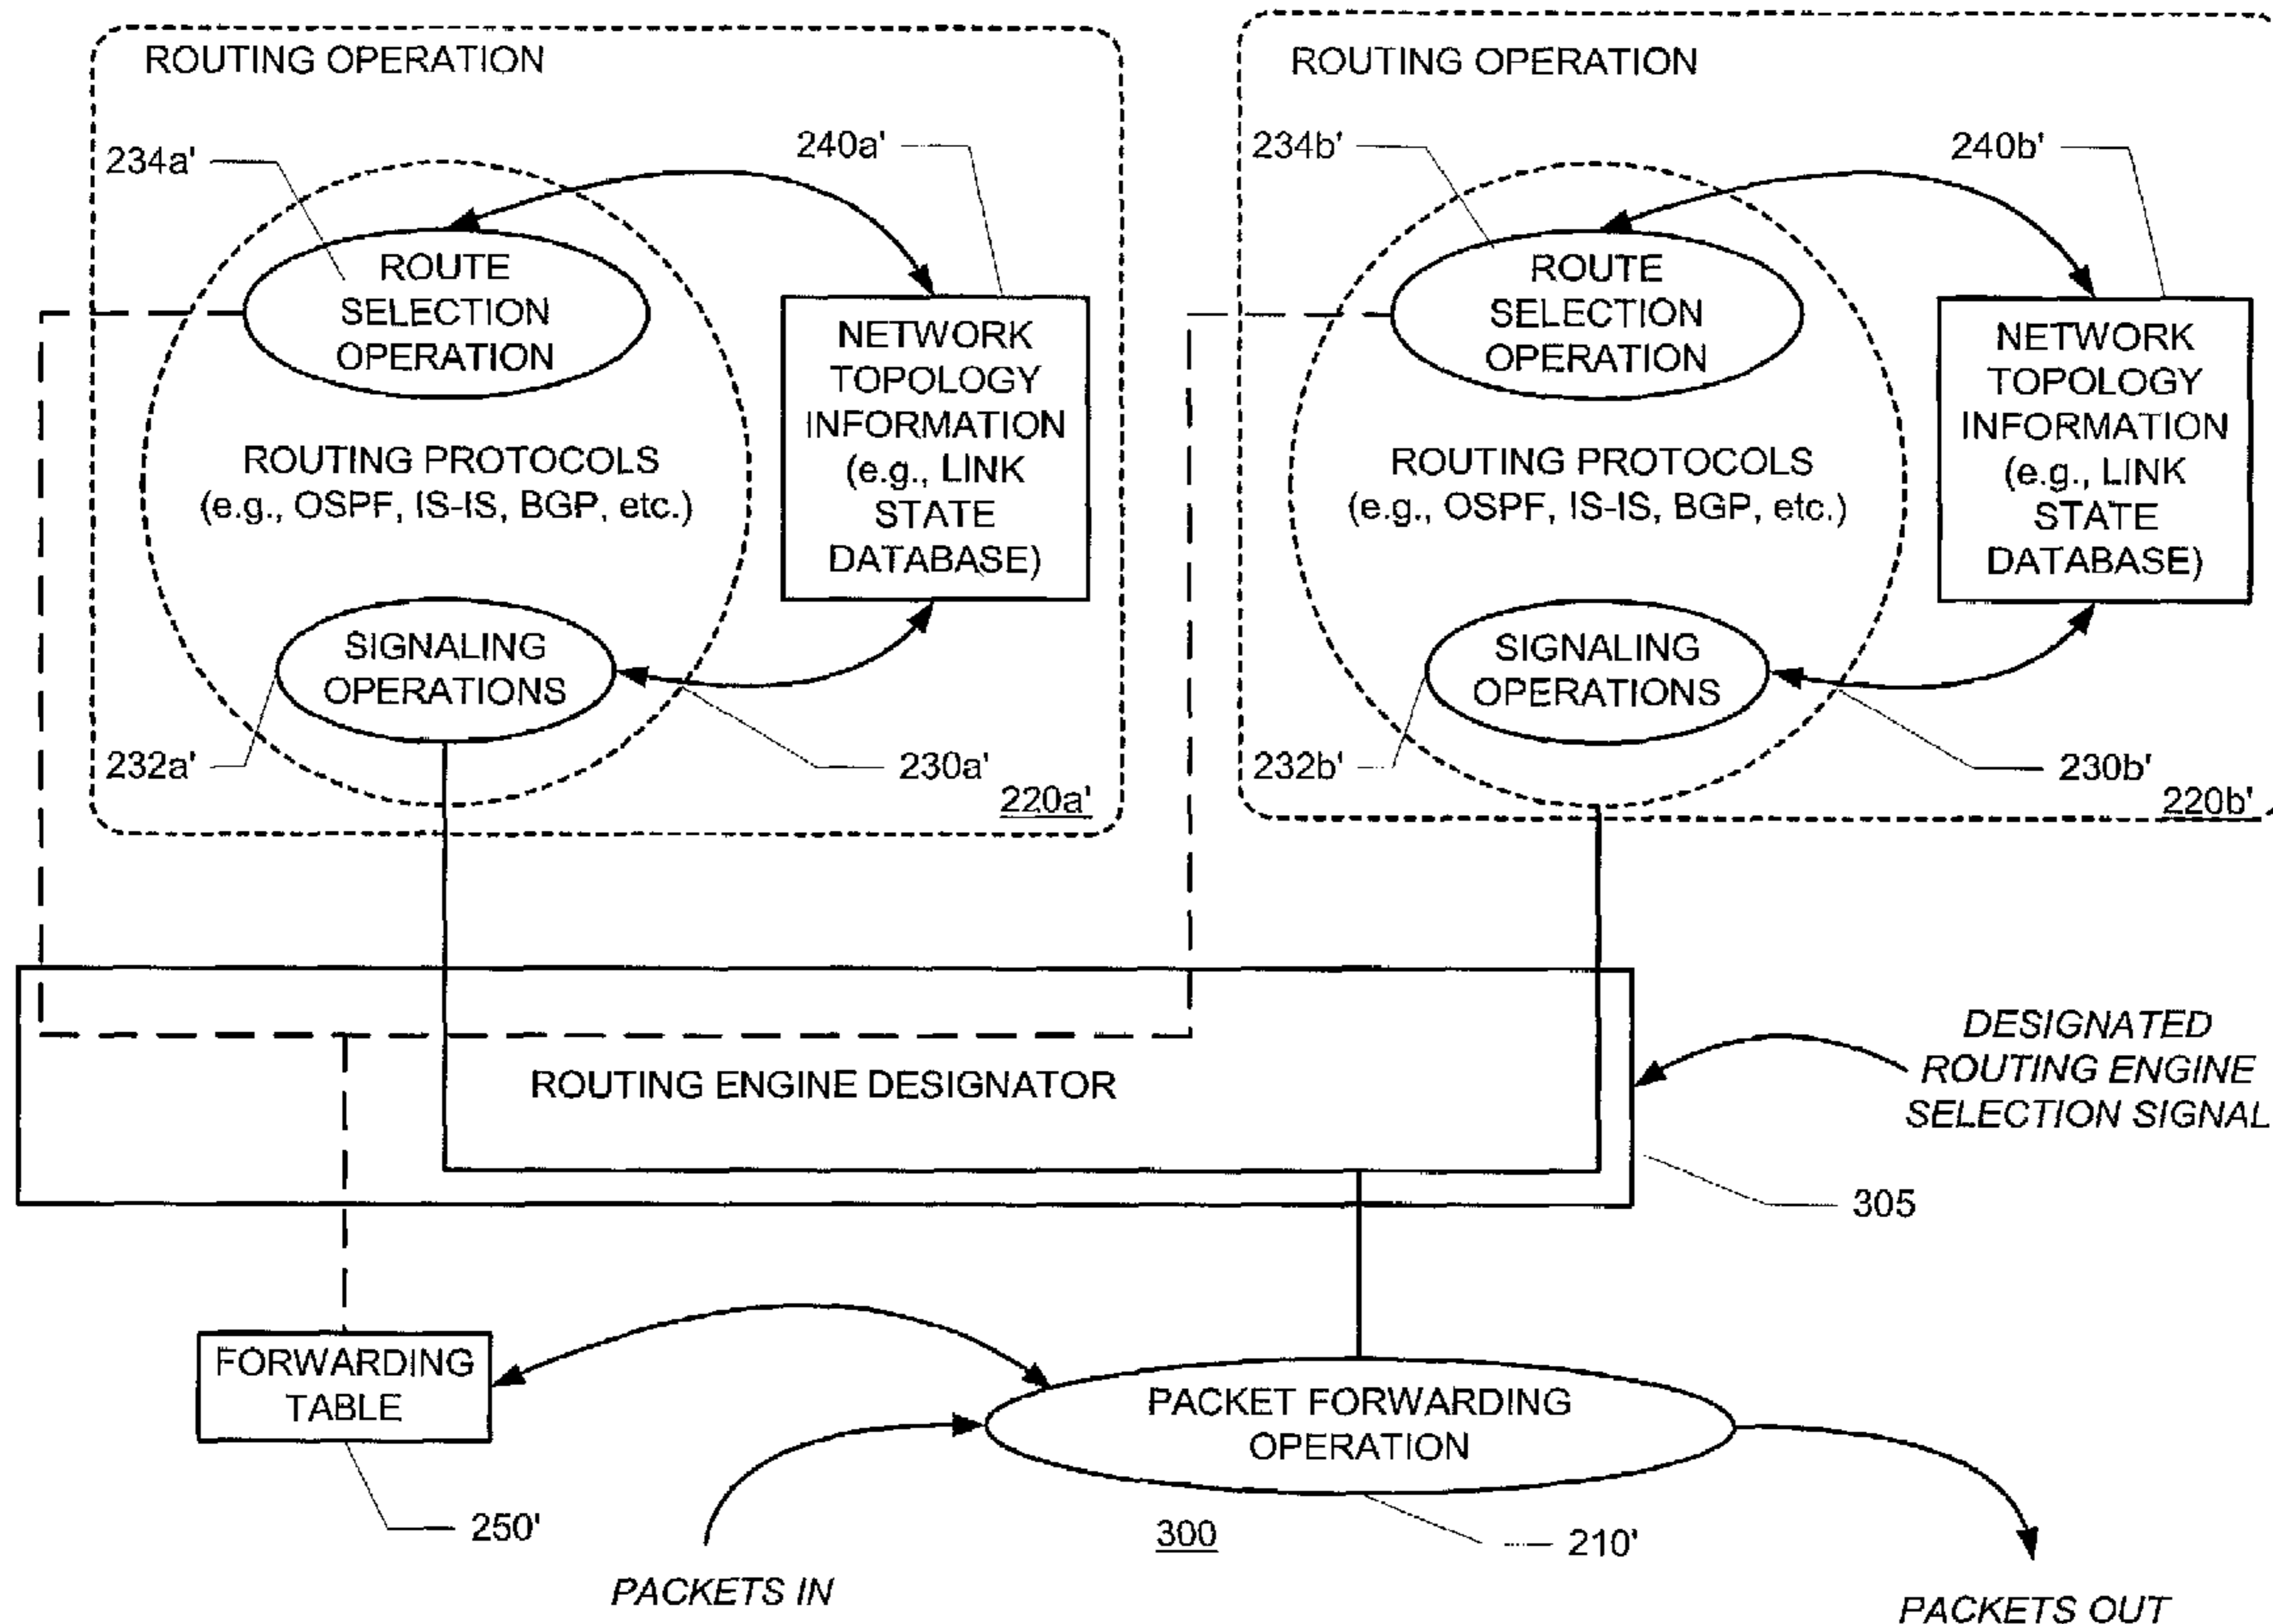 ROUTING OPERATION
234a'
240a'
ROUTE
SELECTION
OPERATION
NETWORK
TOPOLOGY
INFORMATION
(e.g., LINK
STATE
DATABASE)
ROUTING PROTOCOLS
(e.g., OSPF, IS-IS, BGP, etc.)
SIGNALING
OPERATIONS
232a'
230a'
220a'
ROUTING OPERATION
234b'
240b'
ROUTE
SELECTION
OPERATION
NETWORK
TOPOLOGY
INFORMATION
(e.g., LINK
STATE
DATABASE)
ROUTING PROTOCOLS
(e.g., OSPF, IS-IS, BGP, etc.)
SIGNALING
OPERATIONS
232b'
230b'
220b'
ROUTING ENGINE DESIGNATOR
DESIGNATED
ROUTING ENGINE
SELECTION SIGNAL
305
FORWARDING
TABLE
250'
PACKET FORWARDING
OPERATION
300
210'
PACKETS IN
PACKETS OUT